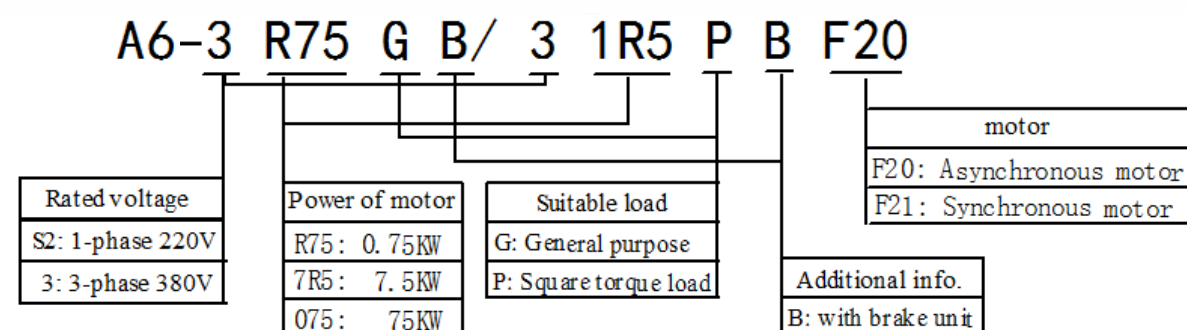 A6-3 R75 G B/ 3 1R5 P B F20
motor
F20: Asynchronous motor
F21: Synchronous motor
Rated voltage
S2: 1-phase 220V
3: 3-phase 380V
Power of motor
R75: 0.75KW
7R5: 7.5KW
075: 75KW
Suitable load
G: General purpose
P: Square torque load
Additional info.
B: with brake unit